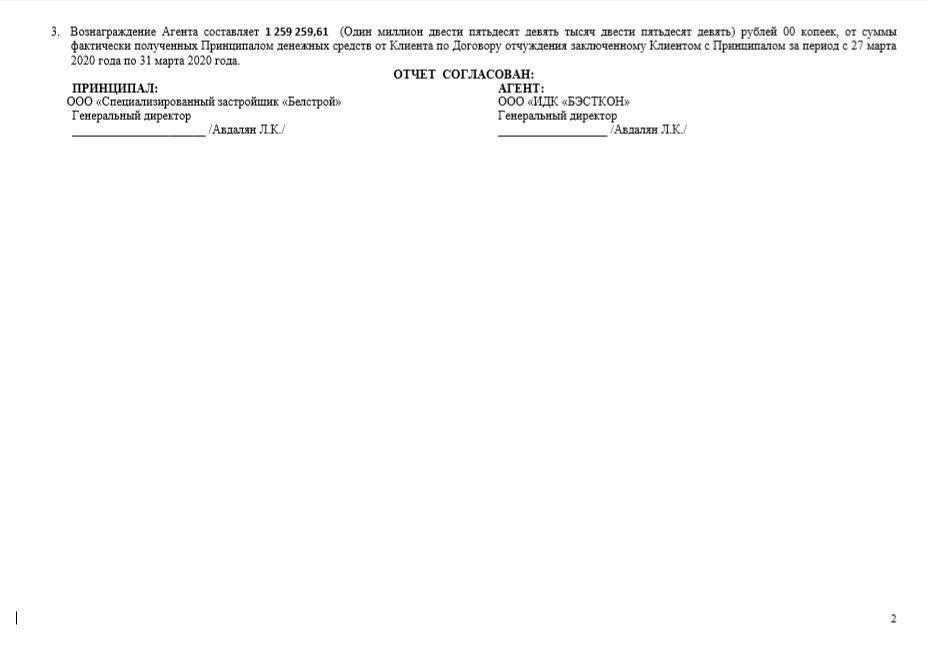 3. Вознаграждение Агента составляет 1 259 259,61 (Один миллион двести пятьдесят девять тысяч двести пятьдесят девять) рублей 00 копеек, от суммы
фактически полученных Принципалом денежных средств от Клиента по Договору отчуждения заключенному Клиентом с Принципалом за период с 27 марта
2020 года по 31 марта 2020 года.
ОТЧЕТ СОГЛАСОВАН:
ПРИНЦИПАЛ: АГЕНТ:
ООО «Специализированный застройщик «Белстрой» ООО «ИДК «БЭСТКОН»
Генеральный директор Генеральный директор
______________________ /Авдалян Л.К./ __________________ /Авдалян Л.К./
2